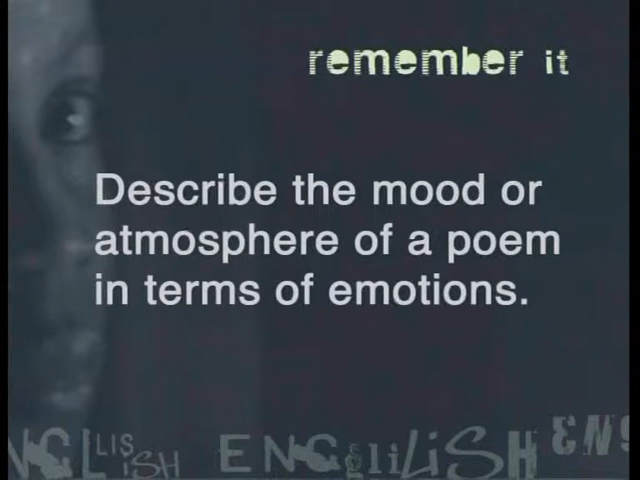 remember it
Describe the mood or
atmosphere of a poem
in terms of emotions.